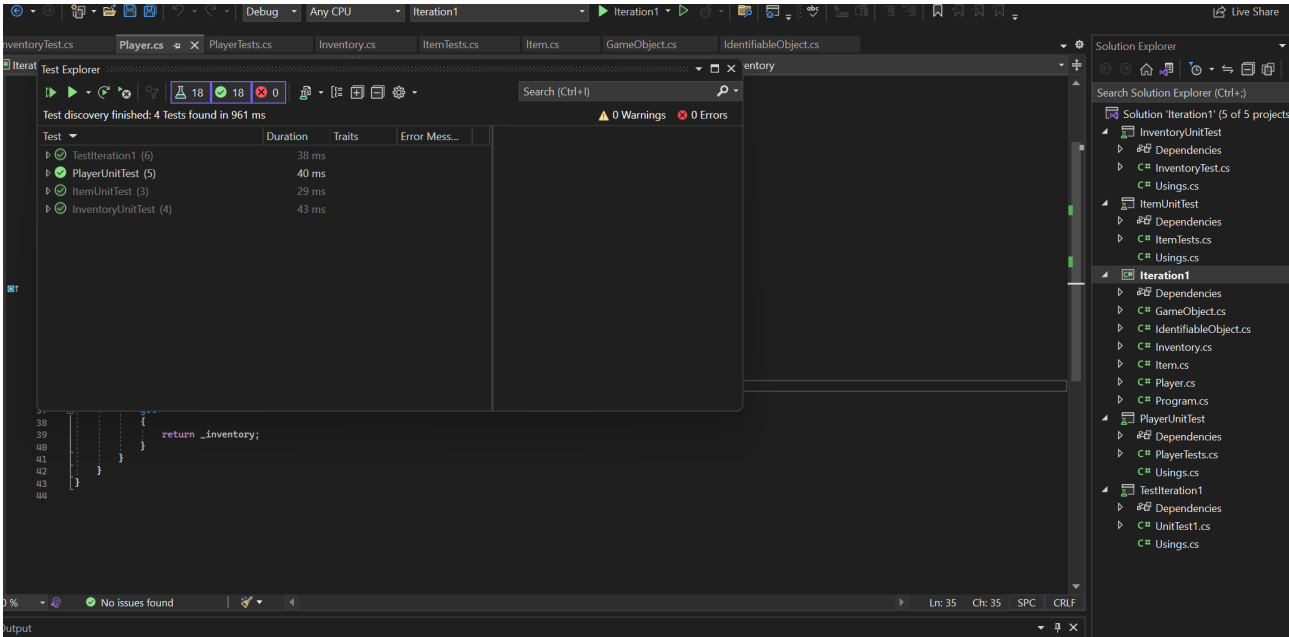 Debug Any CPU Iteration1 Iteration1 Live Share
nventoryTest.cs Player.cs PlayerTests.cs Inventory.cs ItemTests.cs Item.cs GameObject.cs IdentifiableObject.cs
Iterat
entory
Test Explorer
18 18 0
Search (Ctrl+I)
Test discovery finished: 4 Tests found in 961 ms
0 Warnings 0 Errors
Test Duration Traits Error Mess...
TestIteration1 (6) 38 ms
PlayerUnitTest (5) 40 ms
ItemUnitTest (3) 29 ms
InventoryUnitTest (4) 43 ms
38 {
39 return _inventory;
40 }
41 }
42 }
43 }
44
0 % No issues found Ln: 35 Ch: 35 SPC CRLF
Output
Solution Explorer
Search Solution Explorer (Ctrl+;)
Solution 'Iteration1' (5 of 5 projects
InventoryUnitTest
Dependencies
C# InventoryTest.cs
C# Usings.cs
ItemUnitTest
Dependencies
C# ItemTests.cs
C# Usings.cs
C# Iteration1
Dependencies
C# GameObject.cs
C# IdentifiableObject.cs
C# Inventory.cs
C# Item.cs
C# Player.cs
C# Program.cs
PlayerUnitTest
Dependencies
C# PlayerTests.cs
C# Usings.cs
TestIteration1
Dependencies
C# UnitTest1.cs
C# Usings.cs